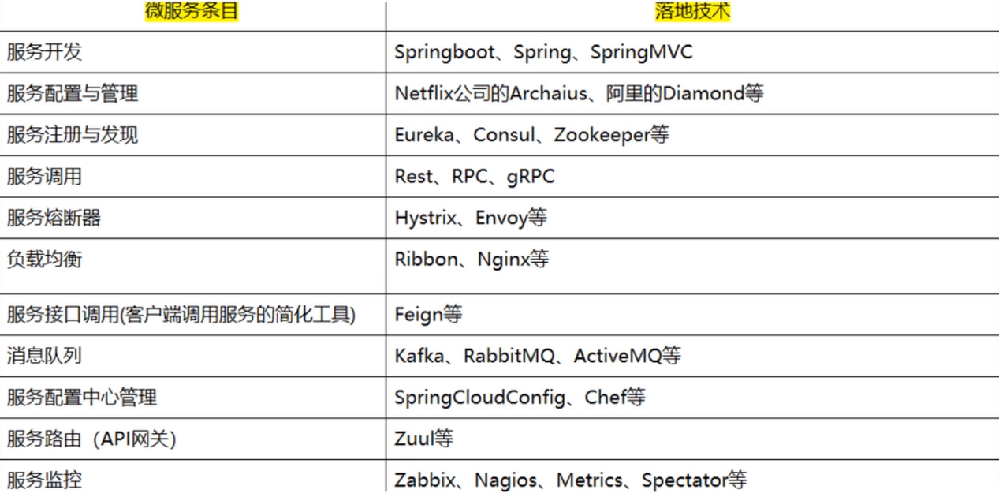 微服务条目 落地技术
服务开发 Springboot、Spring、SpringMVC
服务配置与管理 Netflix公司的Archaius、阿里的Diamond等
服务注册与发现 Eureka、Consul、Zookeeper等
服务调用 Rest、RPC、gRPC
服务熔断器 Hystrix、Envoy等
负载均衡 Ribbon、Nginx等
服务接口调用(客户端调用服务的简化工具) Feign等
消息队列 Kafka、RabbitMQ、ActiveMQ等
服务配置中心管理 SpringCloudConfig、Chef等
服务路由（API网关） Zuul等
服务监控 Zabbix、Nagios、Metrics、Spectator等